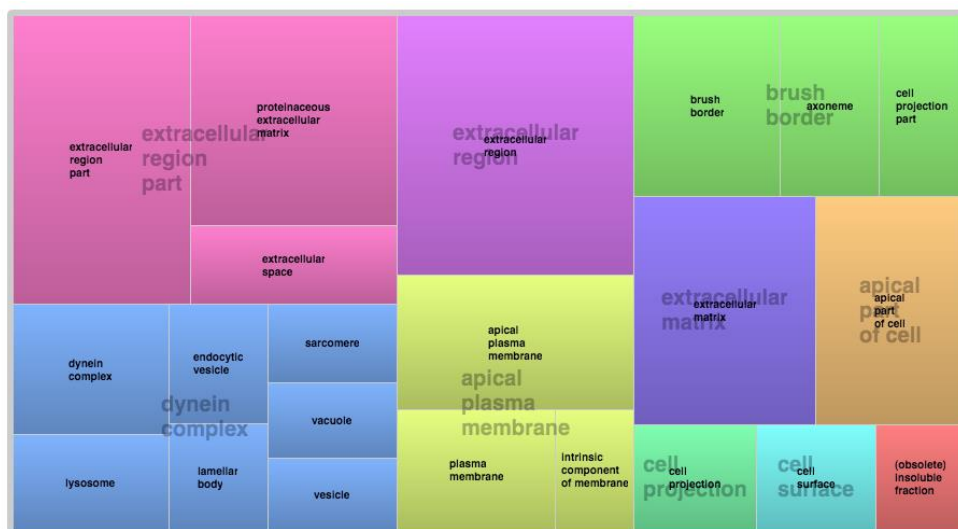 extracellular
region
part
extracellular
region
part
proteinaceous
extracellular
matrix
extracellular
space
extracellular
region
extracellular
region
brush
border
brush
border
axoneme
cell
projection
part
extracellular
matrix
extracellular
matrix
apical
part
of cell
apical
part
of cell
dynein
complex
dynein
complex
endocytic
vesicle
sarcomere
vacuole
lysosome
lamellar
body
vesicle
apical
plasma
membrane
apical
plasma
membrane
plasma
membrane
intrinsic
component
of membrane
cell
projection
cell
projection
cell
surface
cell
surface
(obsolete)
insoluble
fraction